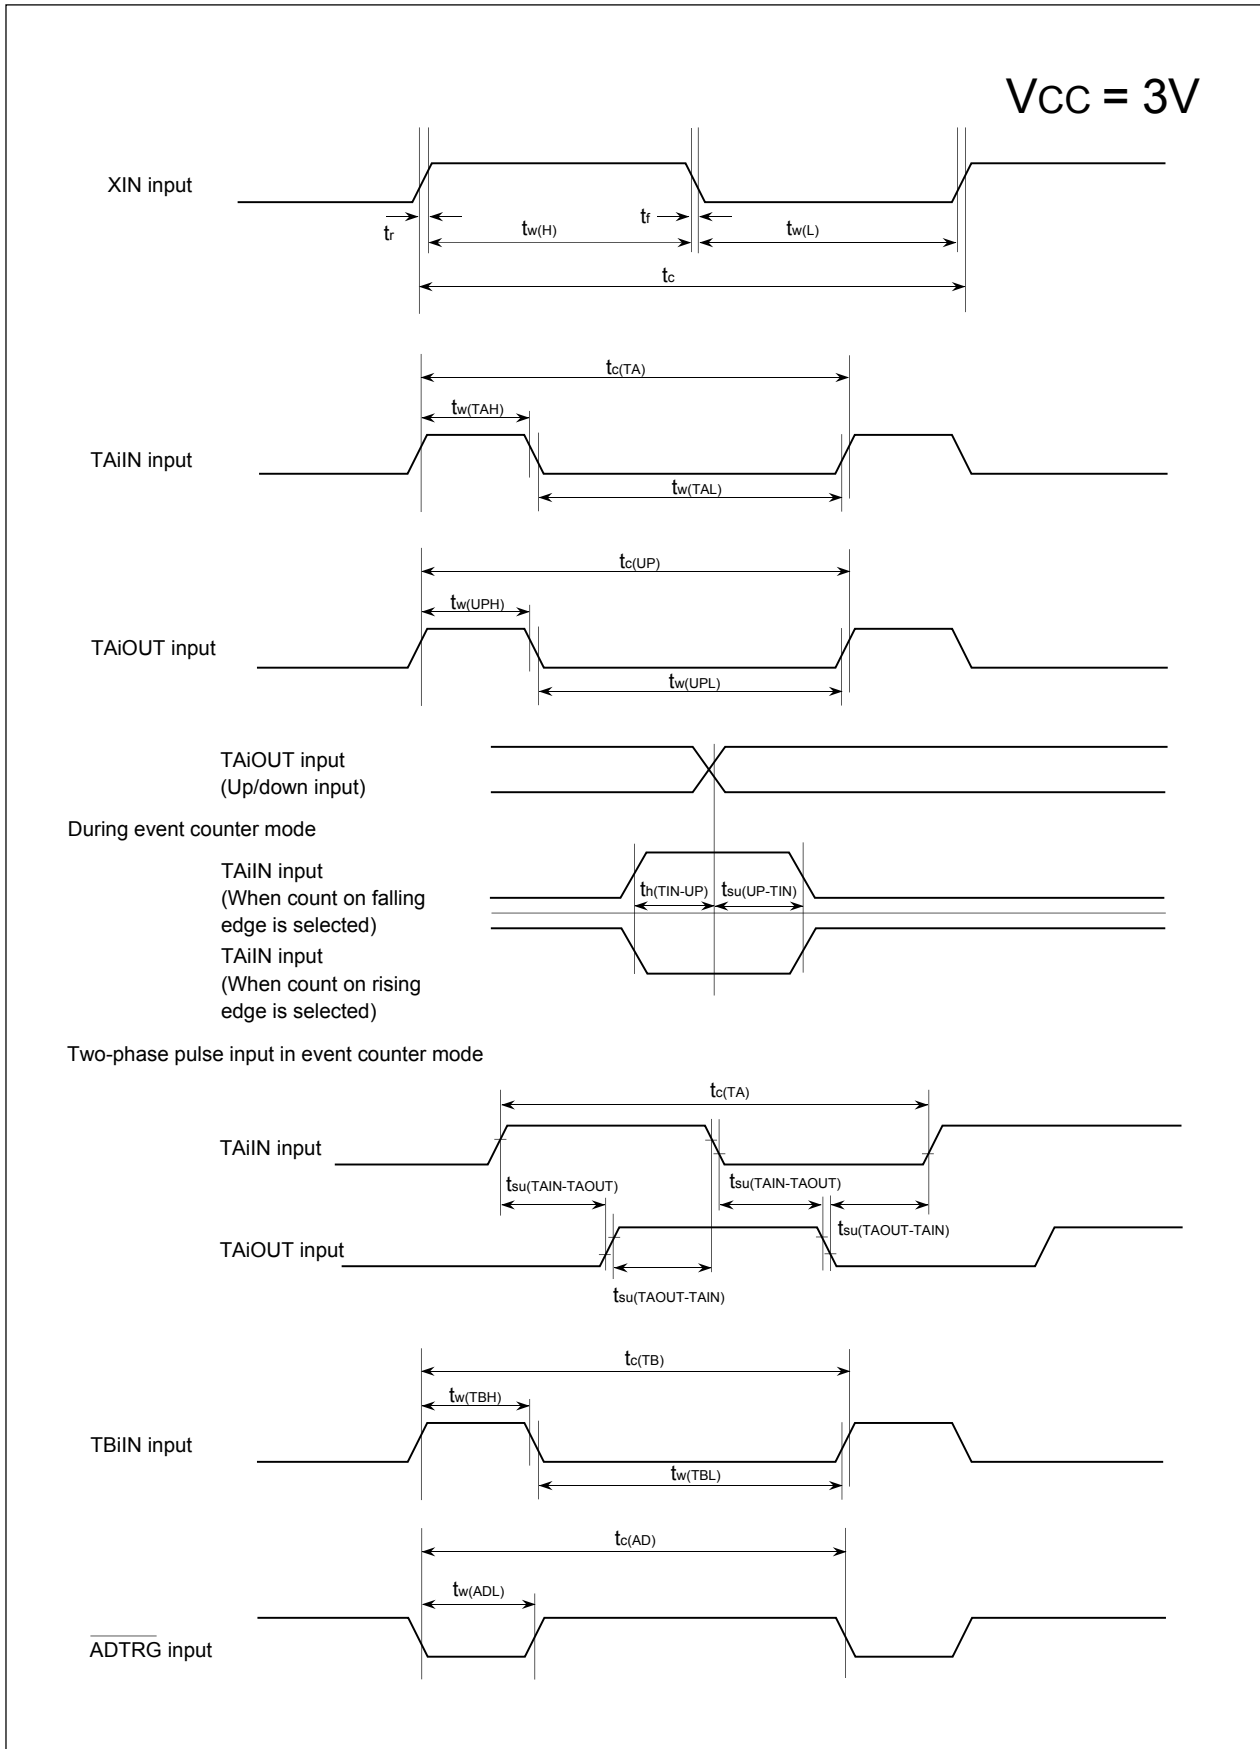 VCC = 3V
XIN input
tr
tw(H)
tf
tw(L)
tc
tc(TA)
tw(TAH)
TAiIN input
tw(TAL)
tc(UP)
tw(UPH)
TAiOUT input
tw(UPL)
TAiOUT input
(Up/down input)
During event counter mode
TAiIN input
(When count on falling
edge is selected)
th(TIN-UP)
tsu(UP-TIN)
TAiIN input
(When count on rising
edge is selected)
Two-phase pulse input in event counter mode
tc(TA)
TAiIN input
tsu(TAIN-TAOUT)
tsu(TAIN-TAOUT)
tsu(TAOUT-TAIN)
TAiOUT input
tsu(TAOUT-TAIN)
tc(TB)
tw(TBH)
TBiIN input
tw(TBL)
tc(AD)
tw(ADL)
ADTRG input